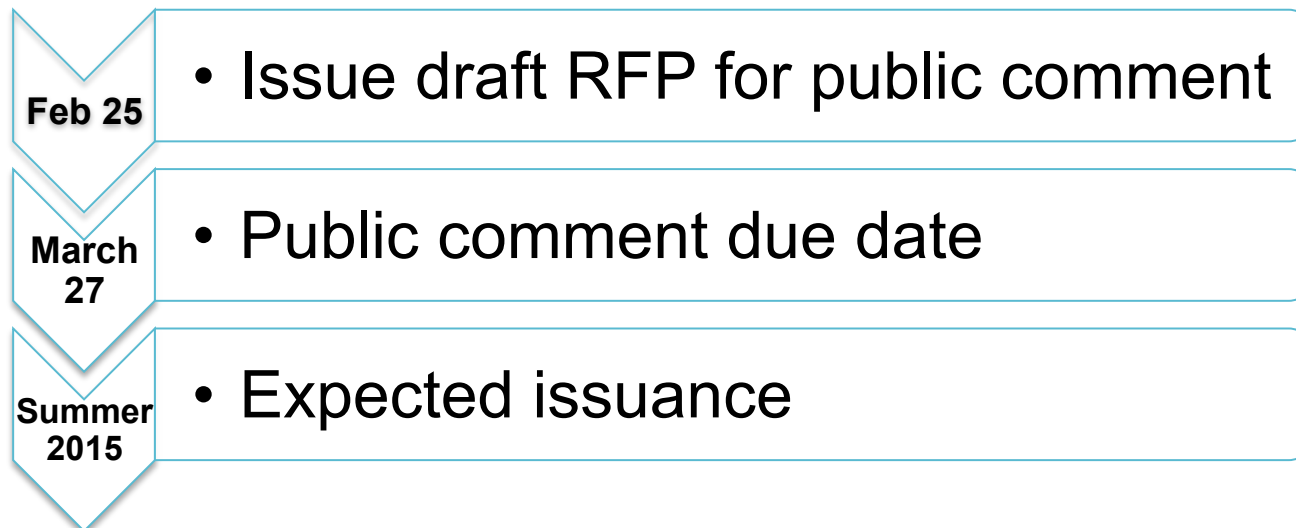 Feb 25
• Issue draft RFP for public comment
March
27
• Public comment due date
Summer
2015
• Expected issuance